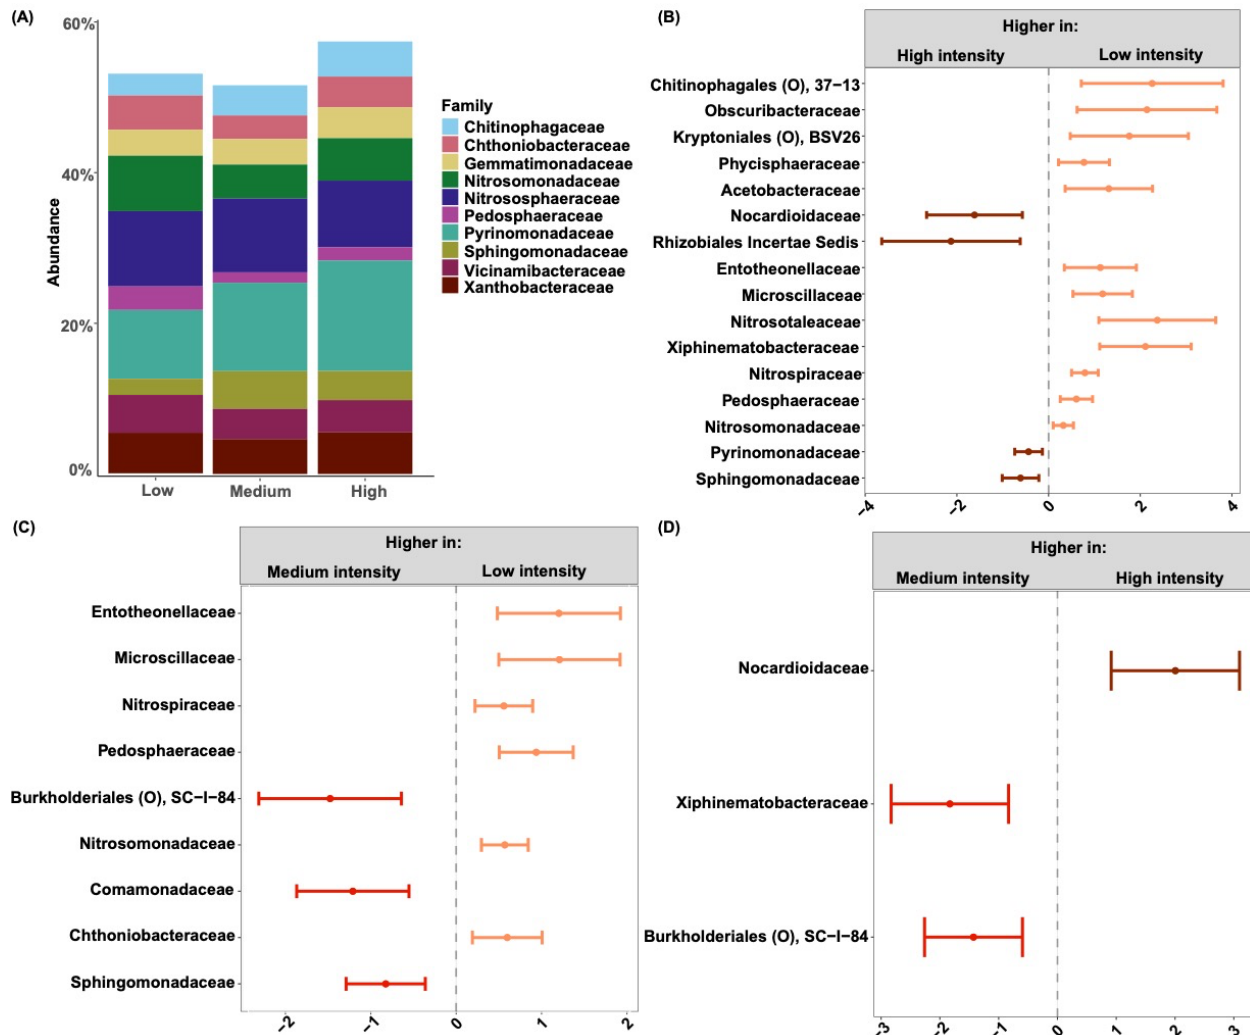 (A)
60%
40%
20%
0%
Abundance
Low
Medium
High
Family
Chitinophagaceae
Chthoniobacteraceae
Gemmatimonadaceae
Nitrosomonadaceae
Nitrososphaeraceae
Pedosphaeraceae
Pyrinomonadaceae
Sphingomonadaceae
Vicinamibacteraceae
Xanthobacteraceae
(B)
Higher in:
High intensity Low intensity
Chitinophagales (O), 37−13
Obscuribacteraceae
Kryptoniales (O), BSV26
Phycisphaeraceae
Acetobacteraceae
Nocardioidaceae
Rhizobiales Incertae Sedis
Entotheonellaceae
Microscillaceae
Nitrosotaleaceae
Xiphinematobacteraceae
Nitrospiraceae
Pedosphaeraceae
Nitrosomonadaceae
Pyrinomonadaceae
Sphingomonadaceae
−4 −2 0 2 4
(C)
Higher in:
Medium intensity Low intensity
Entotheonellaceae
Microscillaceae
Nitrospiraceae
Pedosphaeraceae
Burkholderiales (O), SC−I−84
Nitrosomonadaceae
Comamonadaceae
Chthoniobacteraceae
Sphingomonadaceae
−2 −1 0 1 2
(D)
Higher in:
Medium intensity High intensity
Nocardioidaceae
Xiphinematobacteraceae
Burkholderiales (O), SC−I−84
−3 −2 −1 0 1 2 3